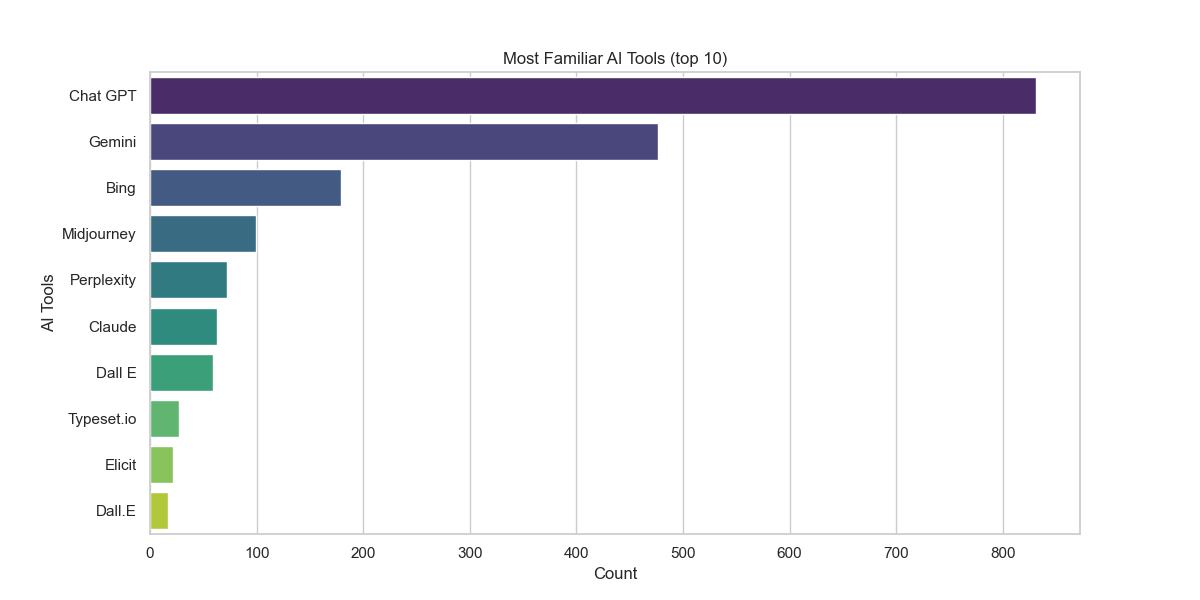 Most Familiar AI Tools (top 10)
Chat GPT
Gemini
Bing
Midjourney
Perplexity
Claude
Dall E
Typeset.io
Elicit
Dall.E
AI Tools
0 100 200 300 400 500 600 700 800
Count